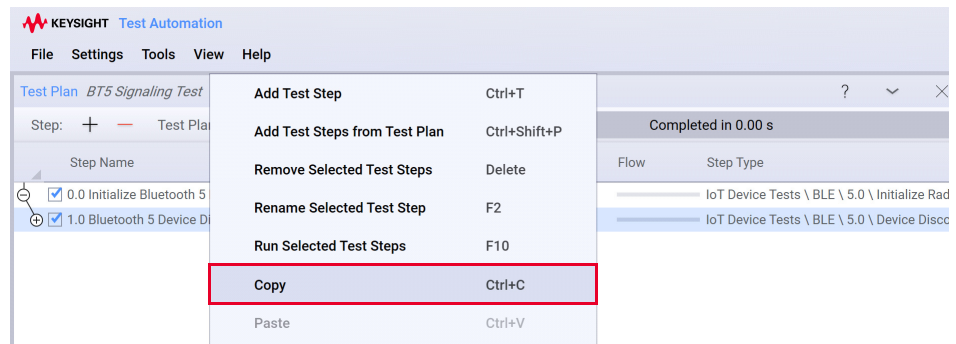 KEYSIGHT Test Automation
File Settings Tools View Help
Test Plan BT5 Signaling Test ?
Step: + − Test Pla Completed in 0.00 s
Step Name Flow Step Type
0.0 Initialize Bluetooth 5 IoT Device Tests \ BLE \ 5.0 \ Initialize Rad
1.0 Bluetooth 5 Device Di IoT Device Tests \ BLE \ 5.0 \ Device Disco
Add Test Step Ctrl+T
Add Test Steps from Test Plan Ctrl+Shift+P
Remove Selected Test Steps Delete
Rename Selected Test Step F2
Run Selected Test Steps F10
Copy Ctrl+C
Paste Ctrl+V